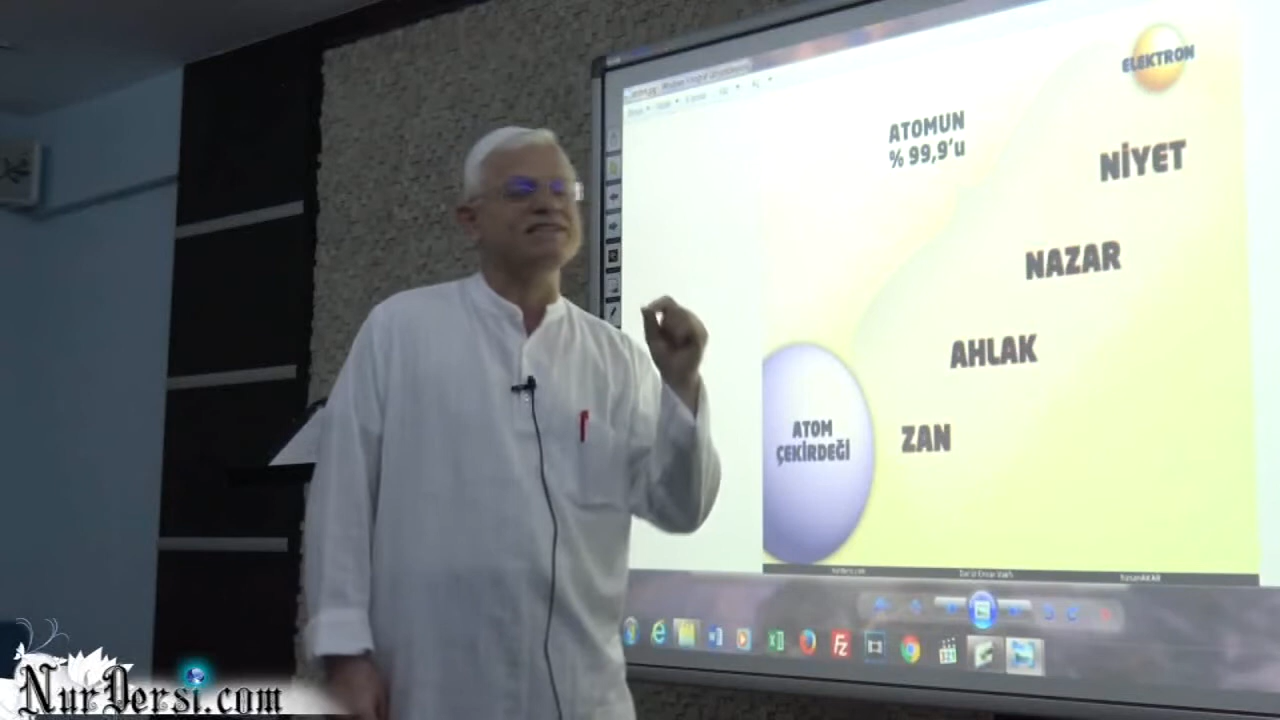 ELEKTRON
ATOMUN
% 99,9'u
NİYET
NAZAR
AHLAK
ZAN
ATOM
ÇEKİRDEĞİ
NurDersi.com